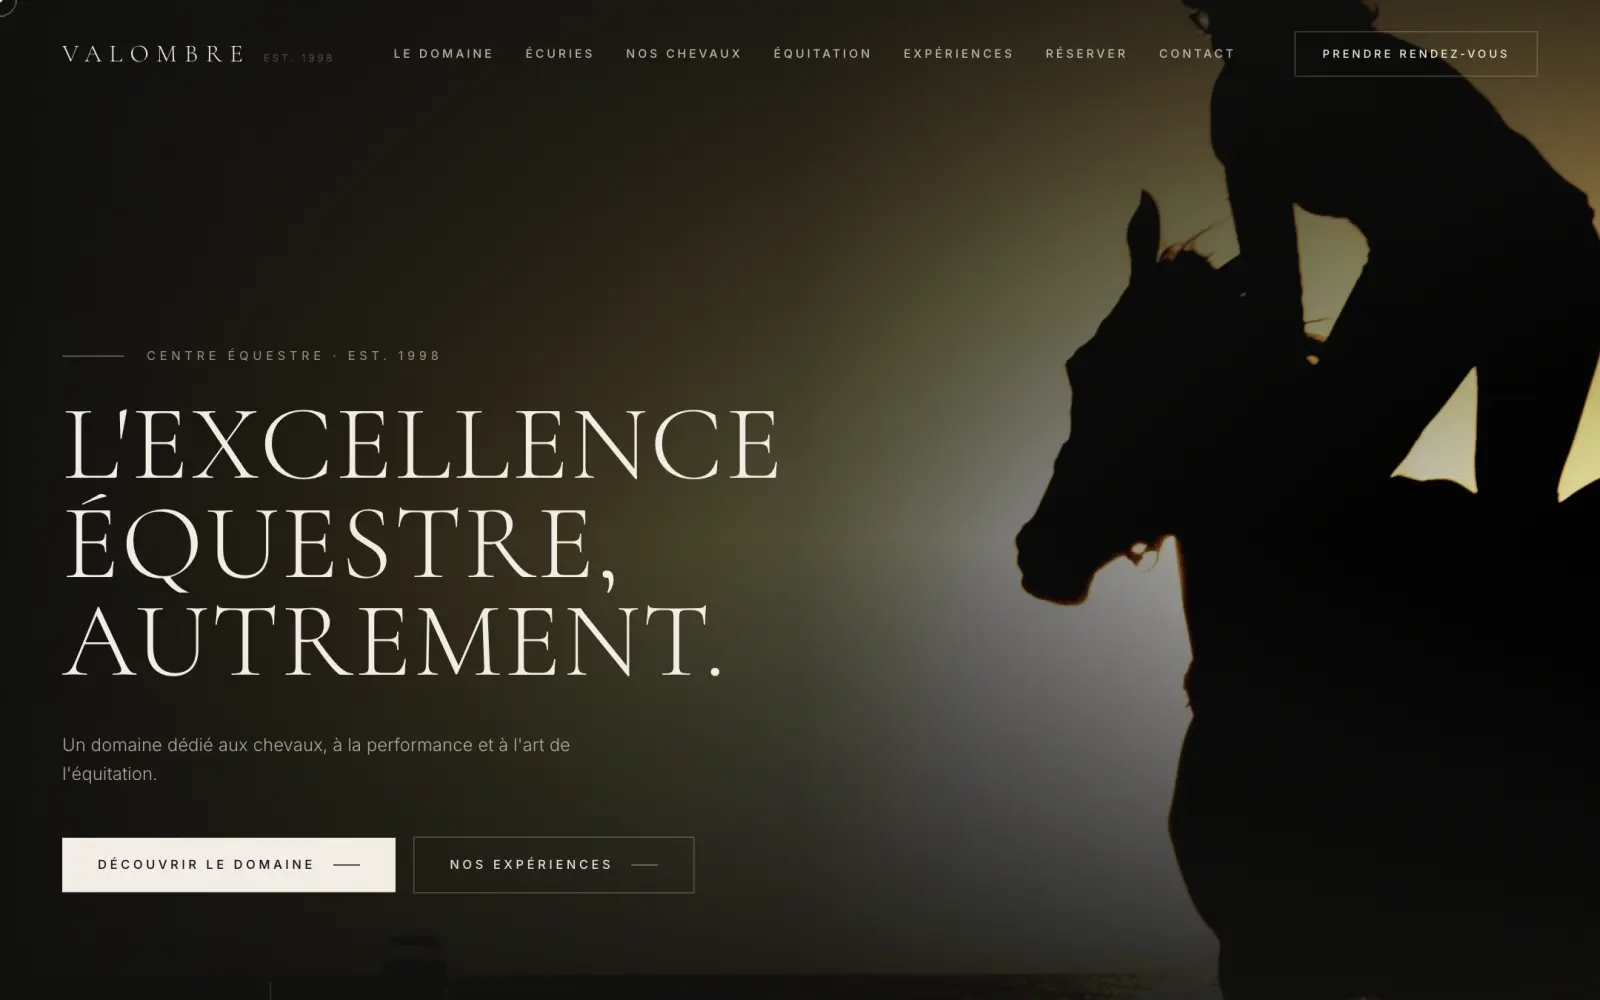 VALOMBRE EST. 1998 LE DOMAINE ÉCURIES NOS CHEVAUX ÉQUITATION EXPÉRIENCES RÉSERVER CONTACT PRENDRE RENDEZ-VOUS
CENTRE ÉQUESTRE · EST. 1998
L'EXCELLENCE
ÉQUESTRE,
AUTREMENT.
Un domaine dédié aux chevaux, à la performance et à l'art de
l'équitation.
DÉCOUVRIR LE DOMAINE NOS EXPÉRIENCES